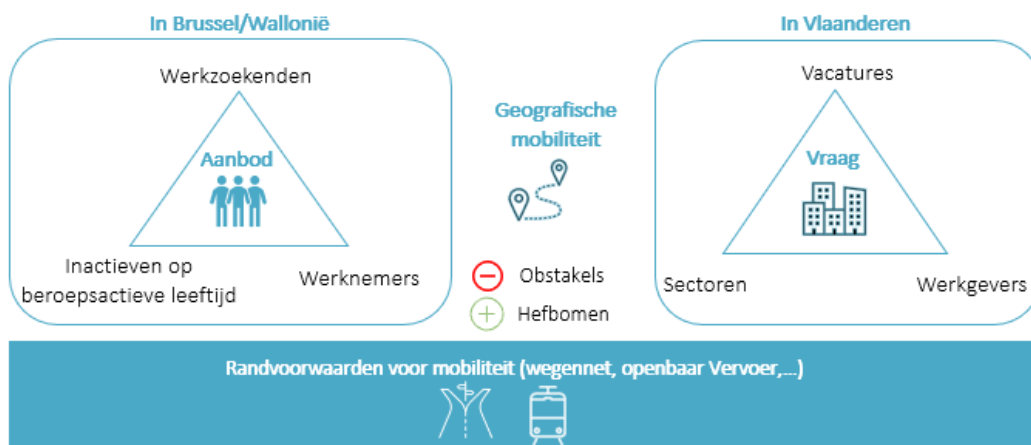 In Brussel/Wallonië
Werkzoekenden
Aanbod
Inactieven op
beroepsactieve leeftijd
Werknemers
Geografische
mobiliteit
Obstakels
Hefbomen
In Vlaanderen
Vacatures
Vraag
Sectoren
Werkgevers
Randvoorwaarden voor mobiliteit (wegennet, openbaar Vervoer,...)